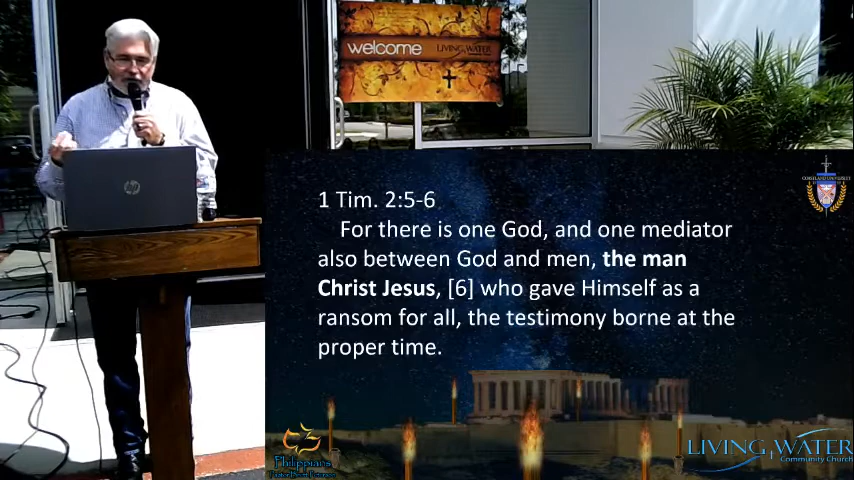 welcome
LIVING WATER
hp
1 Tim. 2:5-6
For there is one God, and one mediator
also between God and men, the man
Christ Jesus, [6] who gave Himself as a
ransom for all, the testimony borne at the
proper time.
Philippians
LIVING WATER
Community Church